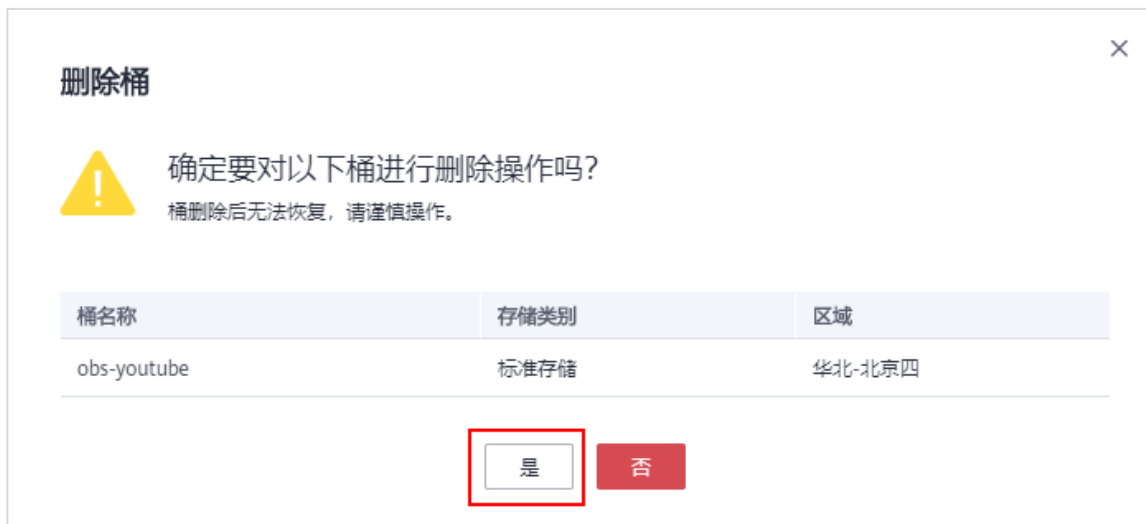 删除桶
确定要对以下桶进行删除操作吗?
桶删除后无法恢复，请谨慎操作。
桶名称 存储类别 区域
obs-youtube 标准存储 华北-北京四
是 否